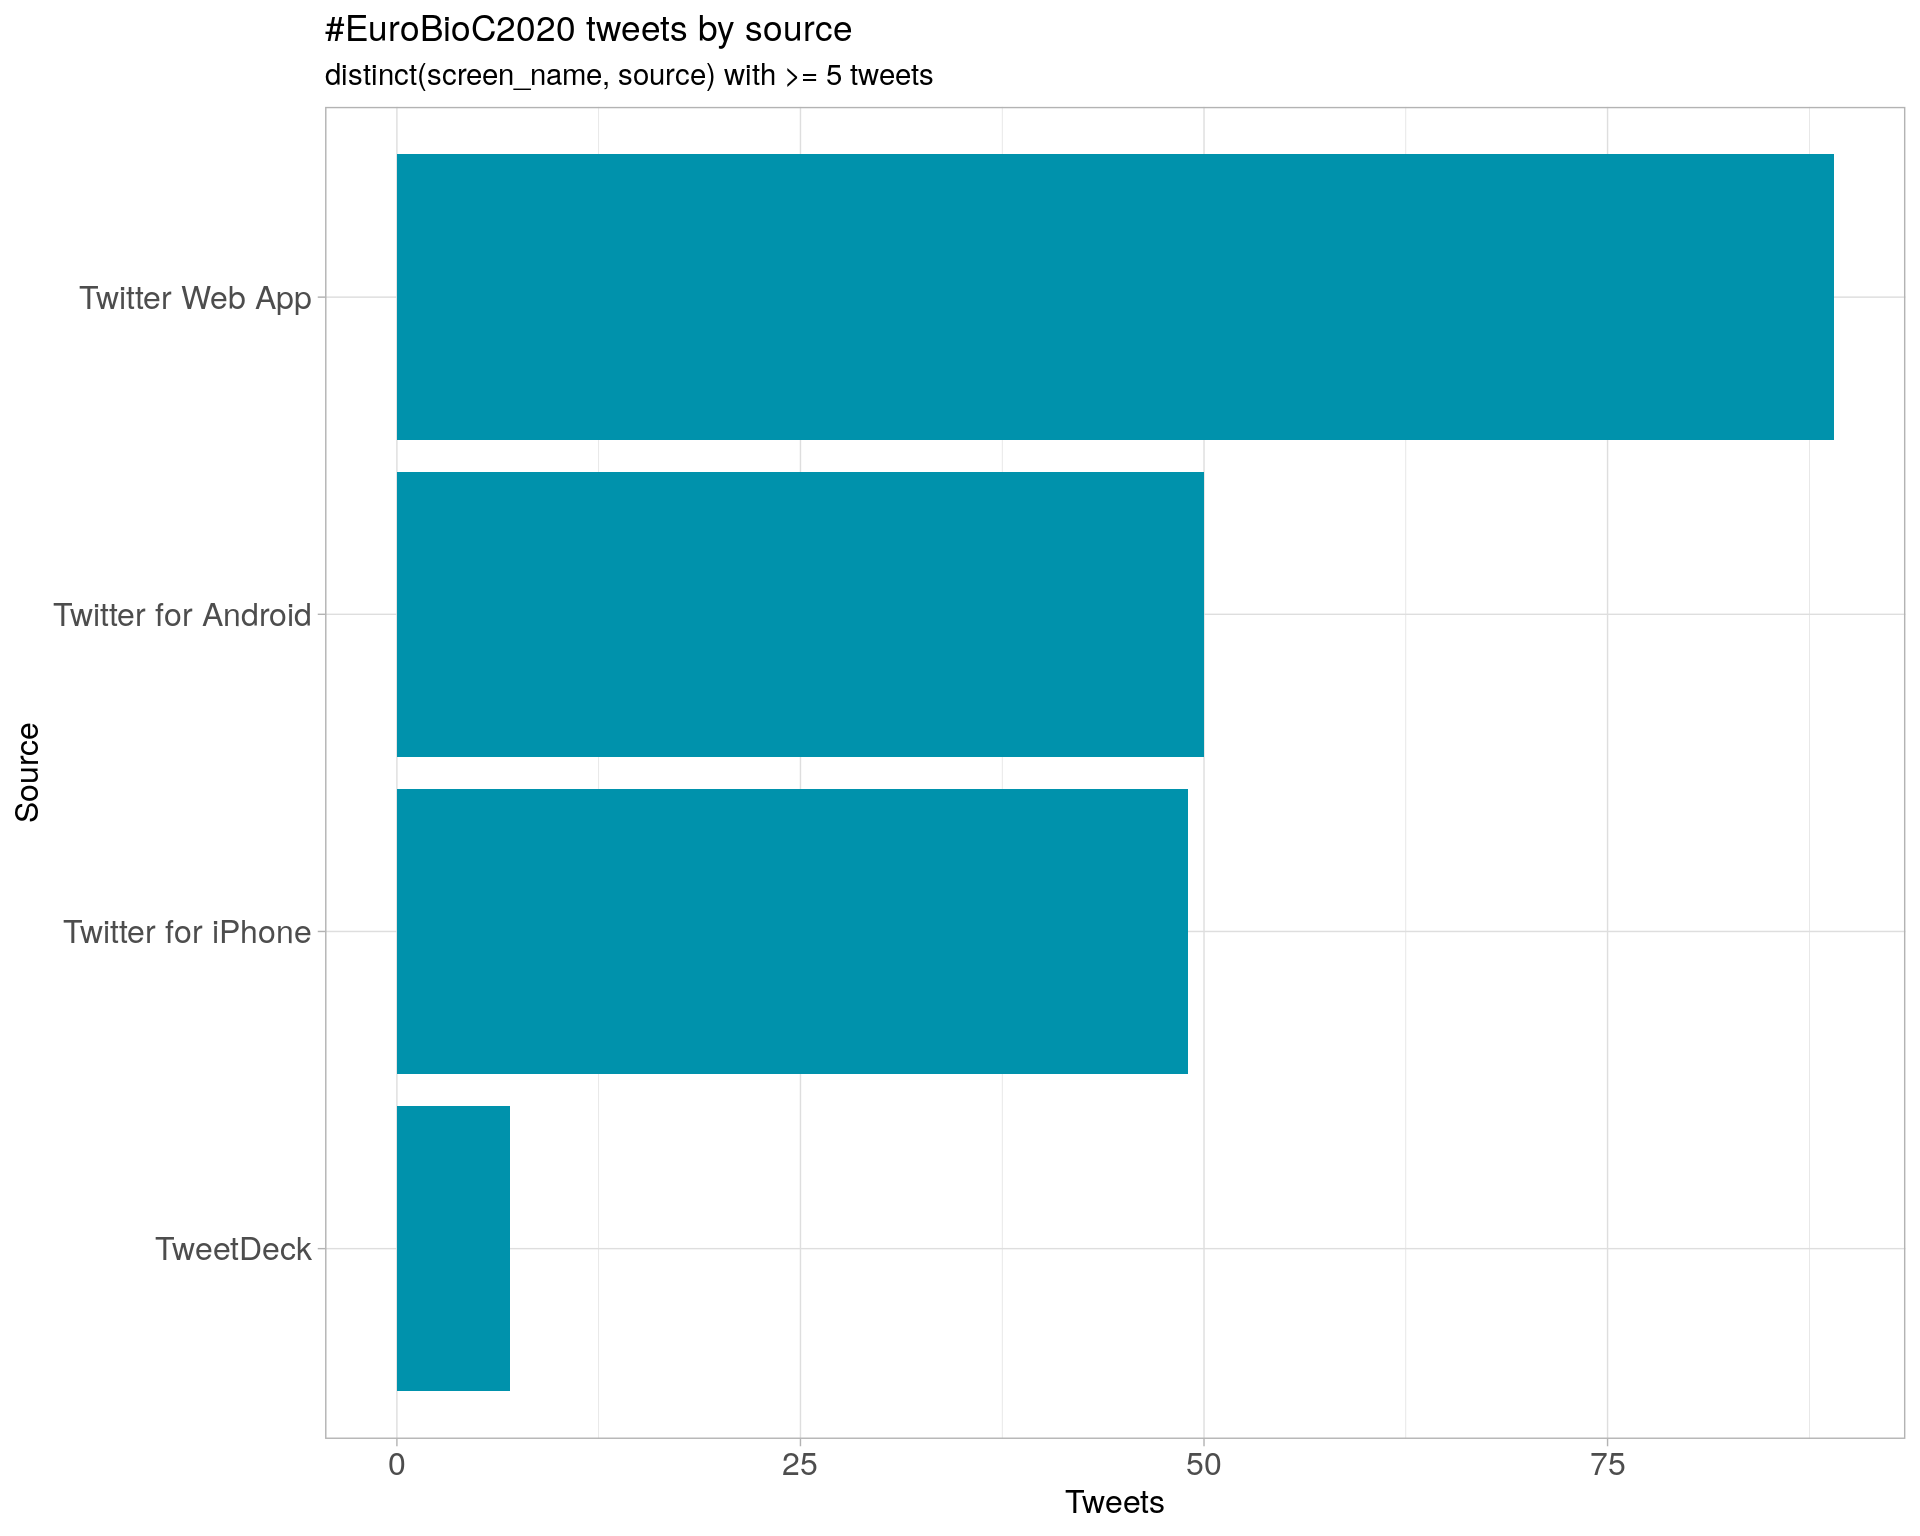 #EuroBioC2020 tweets by source
distinct(screen_name, source) with >= 5 tweets
Source
Twitter Web App
Twitter for Android
Twitter for iPhone
TweetDeck
0 25 50 75
Tweets